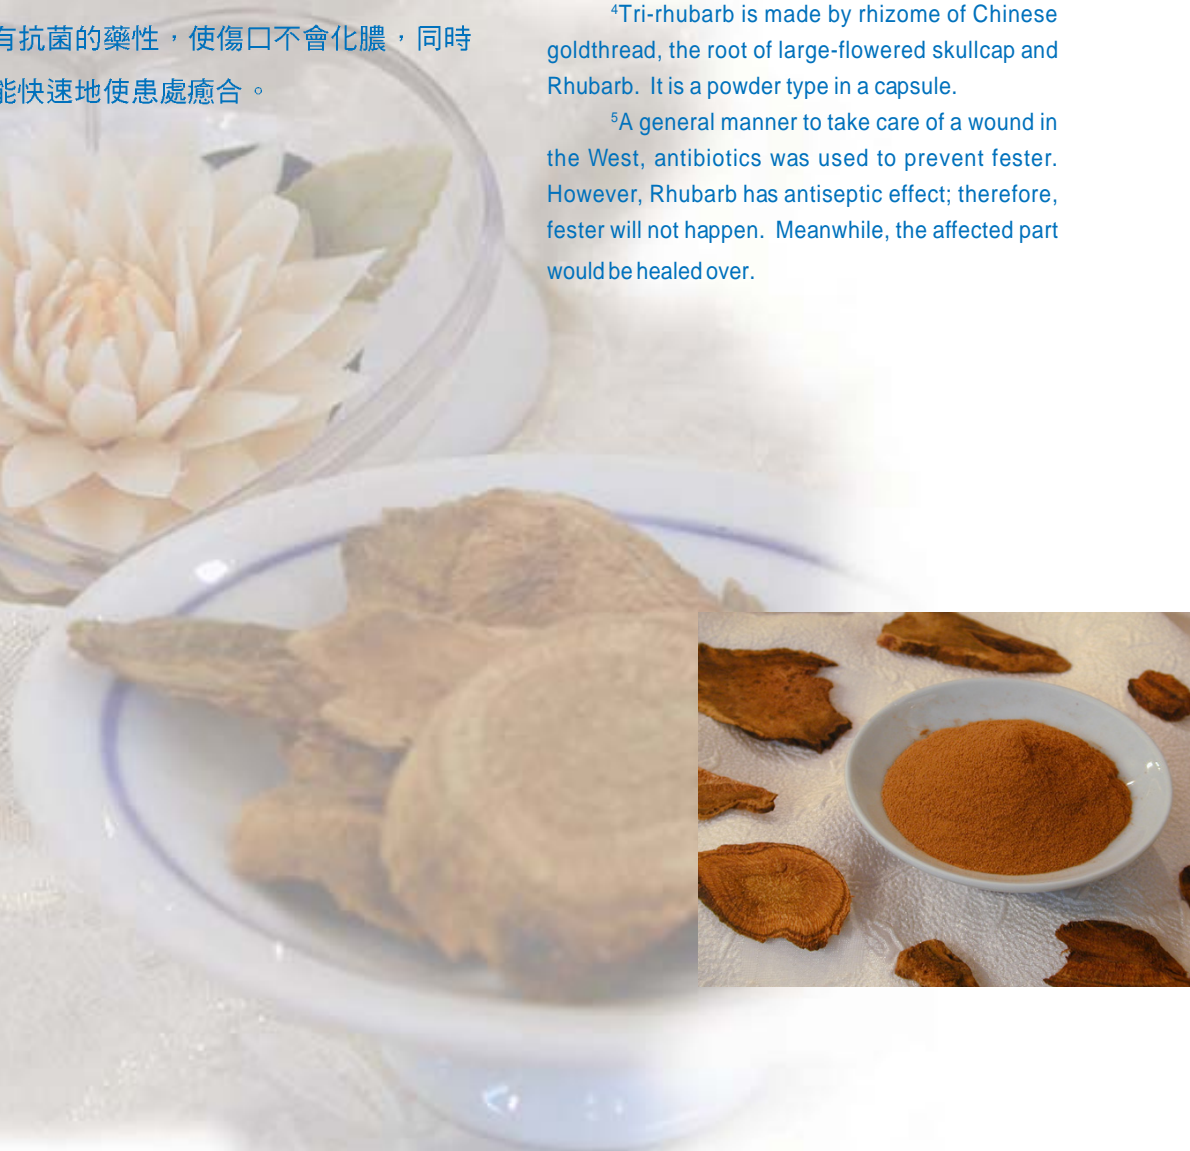 有抗菌的藥性，使傷口不會化膿，同時
能快速地使患處癒合。
⁴Tri-rhubarb is made by rhizome of Chinese
goldthread, the root of large-flowered skullcap and
Rhubarb. It is a powder type in a capsule.
⁵A general manner to take care of a wound in
the West, antibiotics was used to prevent fester.
However, Rhubarb has antiseptic effect; therefore,
fester will not happen. Meanwhile, the affected part
would be healed over.